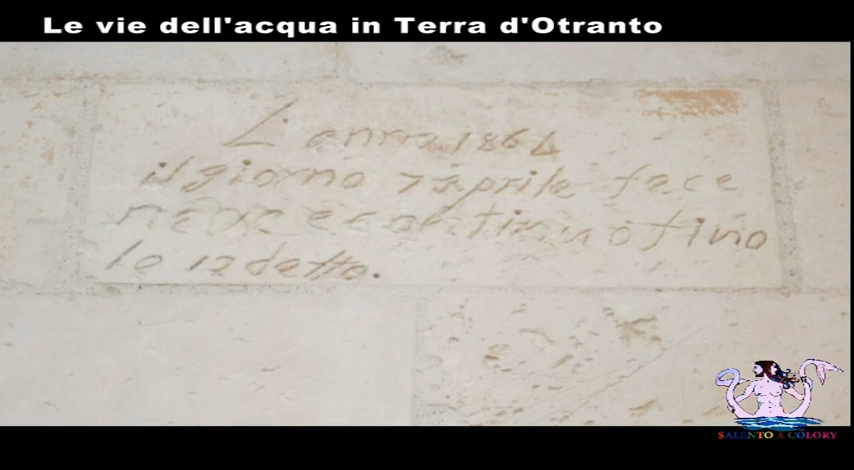 Le vie dell'acqua in Terra d'Otranto
L'anno 1864
il giorno 7 aprile fece
neve e continuò fino
le 12 detto.
SALENTO A COLORY